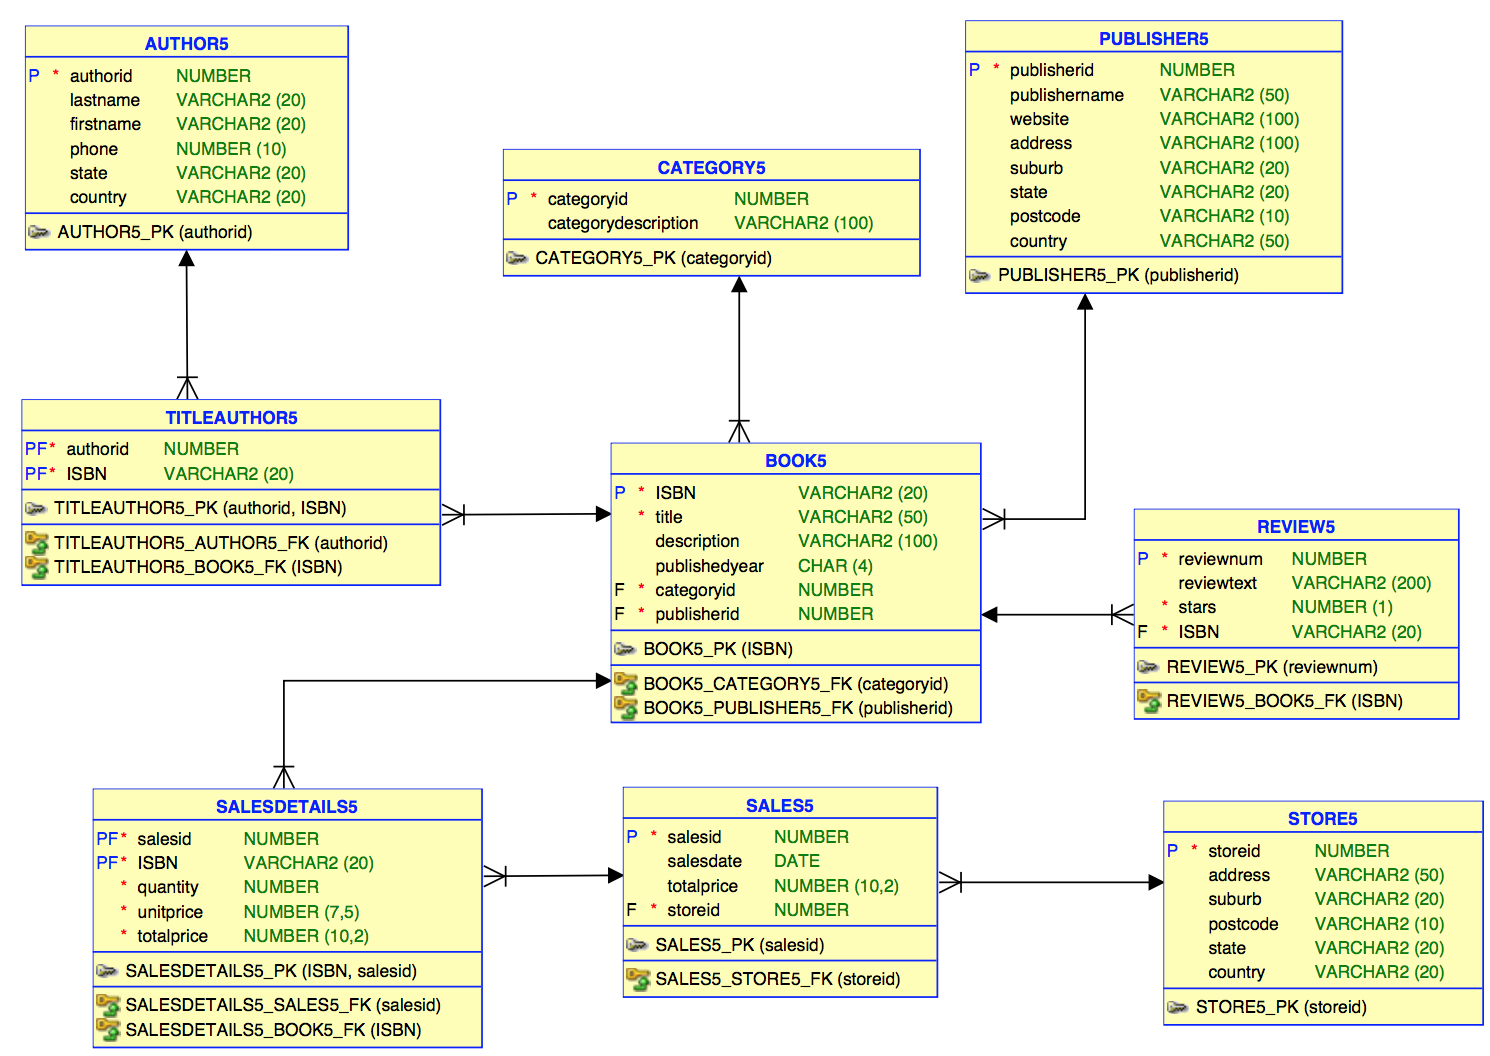 AUTHOR5
P * authorid NUMBER
lastname VARCHAR2 (20)
firstname VARCHAR2 (20)
phone NUMBER (10)
state VARCHAR2 (20)
country VARCHAR2 (20)
AUTHOR5_PK (authorid)
CATEGORY5
P * categoryid NUMBER
categorydescription VARCHAR2 (100)
CATEGORY5_PK (categoryid)
PUBLISHER5
P * publisherid NUMBER
publishername VARCHAR2 (50)
website VARCHAR2 (100)
address VARCHAR2 (100)
suburb VARCHAR2 (20)
state VARCHAR2 (20)
postcode VARCHAR2 (10)
country VARCHAR2 (50)
PUBLISHER5_PK (publisherid)
TITLEAUTHOR5
PF* authorid NUMBER
PF* ISBN VARCHAR2 (20)
TITLEAUTHOR5_PK (authorid, ISBN)
TITLEAUTHOR5_AUTHOR5_FK (authorid)
TITLEAUTHOR5_BOOK5_FK (ISBN)
BOOK5
P * ISBN VARCHAR2 (20)
* title VARCHAR2 (50)
description VARCHAR2 (100)
publishedyear CHAR (4)
F * categoryid NUMBER
F * publisherid NUMBER
BOOK5_PK (ISBN)
BOOK5_CATEGORY5_FK (categoryid)
BOOK5_PUBLISHER5_FK (publisherid)
REVIEW5
P * reviewnum NUMBER
reviewtext VARCHAR2 (200)
* stars NUMBER (1)
F * ISBN VARCHAR2 (20)
REVIEW5_PK (reviewnum)
REVIEW5_BOOK5_FK (ISBN)
SALESDETAILS5
PF* salesid NUMBER
PF* ISBN VARCHAR2 (20)
* quantity NUMBER
* unitprice NUMBER (7,5)
* totalprice NUMBER (10,2)
SALESDETAILS5_PK (ISBN, salesid)
SALESDETAILS5_SALES5_FK (salesid)
SALESDETAILS5_BOOK5_FK (ISBN)
SALES5
P * salesid NUMBER
salesdate DATE
totalprice NUMBER (10,2)
F * storeid NUMBER
SALES5_PK (salesid)
SALES5_STORE5_FK (storeid)
STORE5
P * storeid NUMBER
address VARCHAR2 (50)
suburb VARCHAR2 (20)
postcode VARCHAR2 (10)
state VARCHAR2 (20)
country VARCHAR2 (20)
STORE5_PK (storeid)